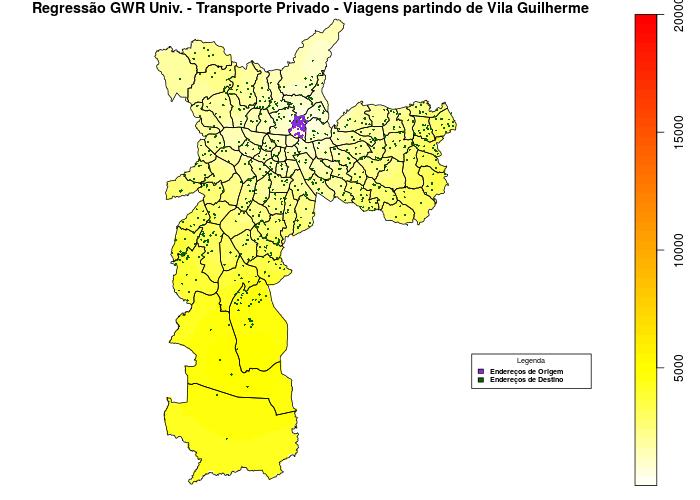 Regressão GWR Univ. - Transporte Privado - Viagens partindo de Vila Guilherme
20000
15000
10000
5000
Legenda
Endereços de Origem
Endereços de Destino